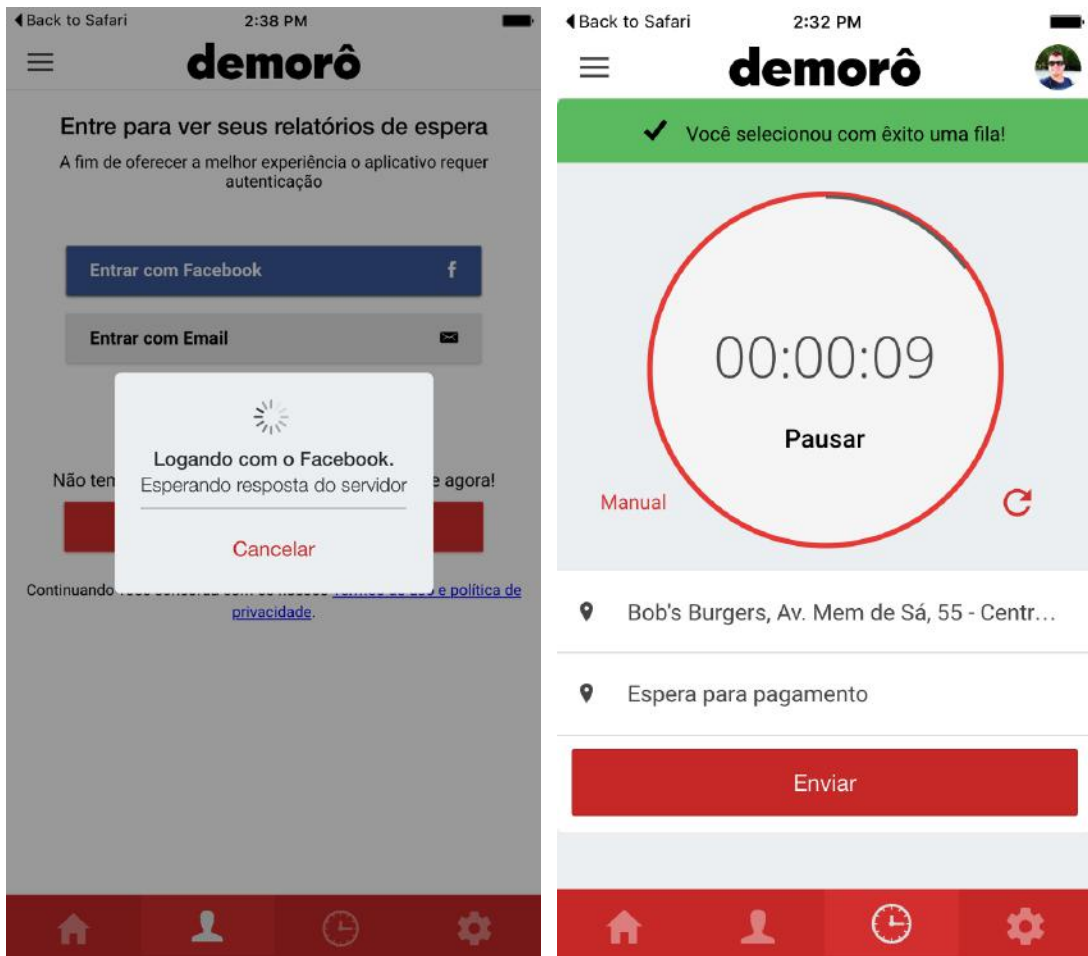 Back to Safari
2:38 PM
demorô
Entre para ver seus relatórios de espera
A fim de oferecer a melhor experiência o aplicativo requer
autenticação
Entrar com Facebook
f
Entrar com Email
Logando com o Facebook.
Não
e agora!
Esperando resposta do servidor
Cancelar
Continuando
e política de
privacidade.
Back to Safari
2:32 PM
demorô
Você selecionou com êxito uma fila!
00:00:09
Pausar
Manual
Bob's Burgers, Av. Mem de Sá, 55 - Centr...
Espera para pagamento
Enviar